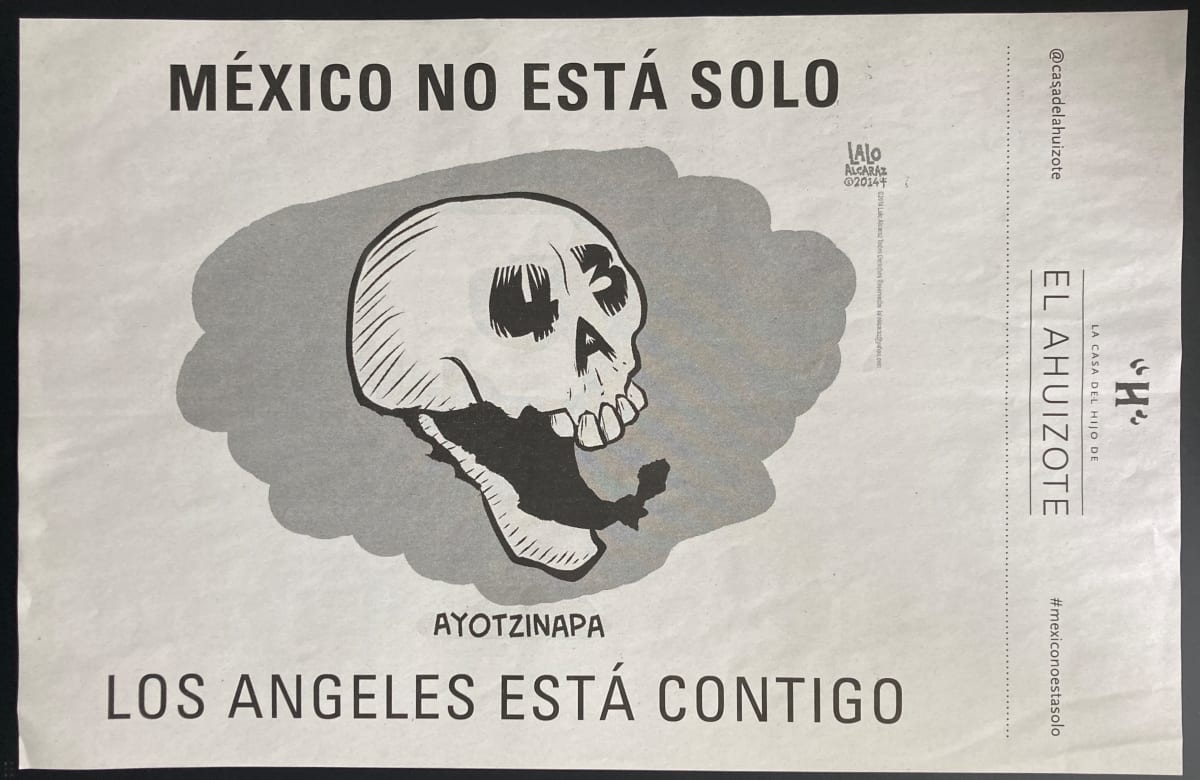 MÉXICO NO ESTÁ SOLO
LALO
ALCARAZ
©2014
43
AYOTZINAPA
LOS ANGELES ESTÁ CONTIGO
@casadelahuizote
"H"
LA CASA DEL HIJO DE
EL AHUIZOTE
#mexiconoestasolo